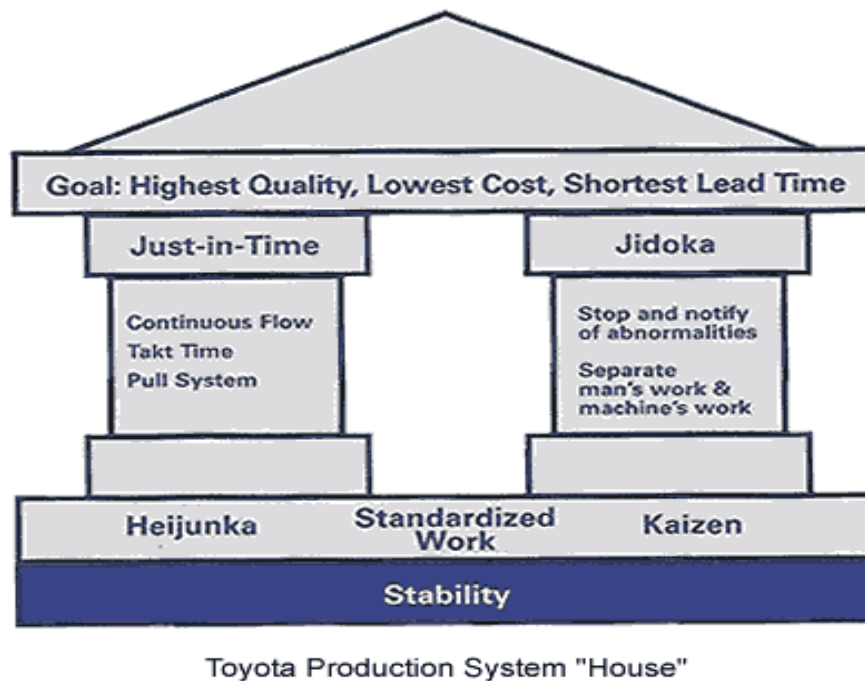 Goal: Highest Quality, Lowest Cost, Shortest Lead Time
Just-in-Time
Continuous Flow
Takt Time
Pull System
Jidoka
Stop and notify
of abnormalities
Separate
man's work &
machine's work
Heijunka
Standardized
Work
Kaizen
Stability
Toyota Production System "House"